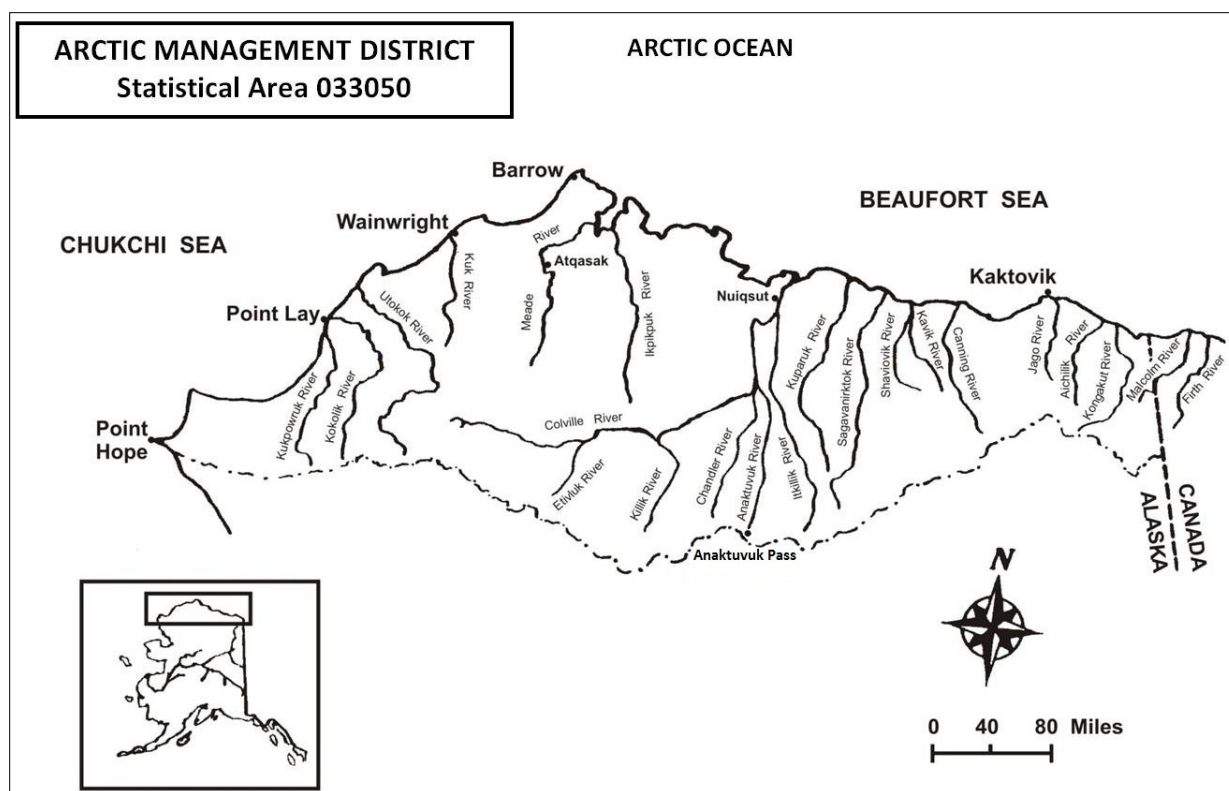 ARCTIC MANAGEMENT DISTRICT
Statistical Area 033050
ARCTIC OCEAN
Barrow
BEAUFORT SEA
Wainwright
CHUKCHI SEA
River
Atqasak
Kaktovik
Kuk River
Nuiqsut
Utokok River
Point Lay
Meade
Ikpikpuk River
Kuparuk River
Sagavanirktok River
Shaviovik River
Kavik River
Canning River
Jago River
Aichilik River
Kongakut River
Malcolm River
Firth River
Kukpowruk River
Kokolik River
Point
Hope
Colville River
Etivluk River
Killik River
Chandler River
Anaktuvuk River
Itkillik River
Anaktuvuk Pass
ALASKA
CANADA
N
0 40 80 Miles